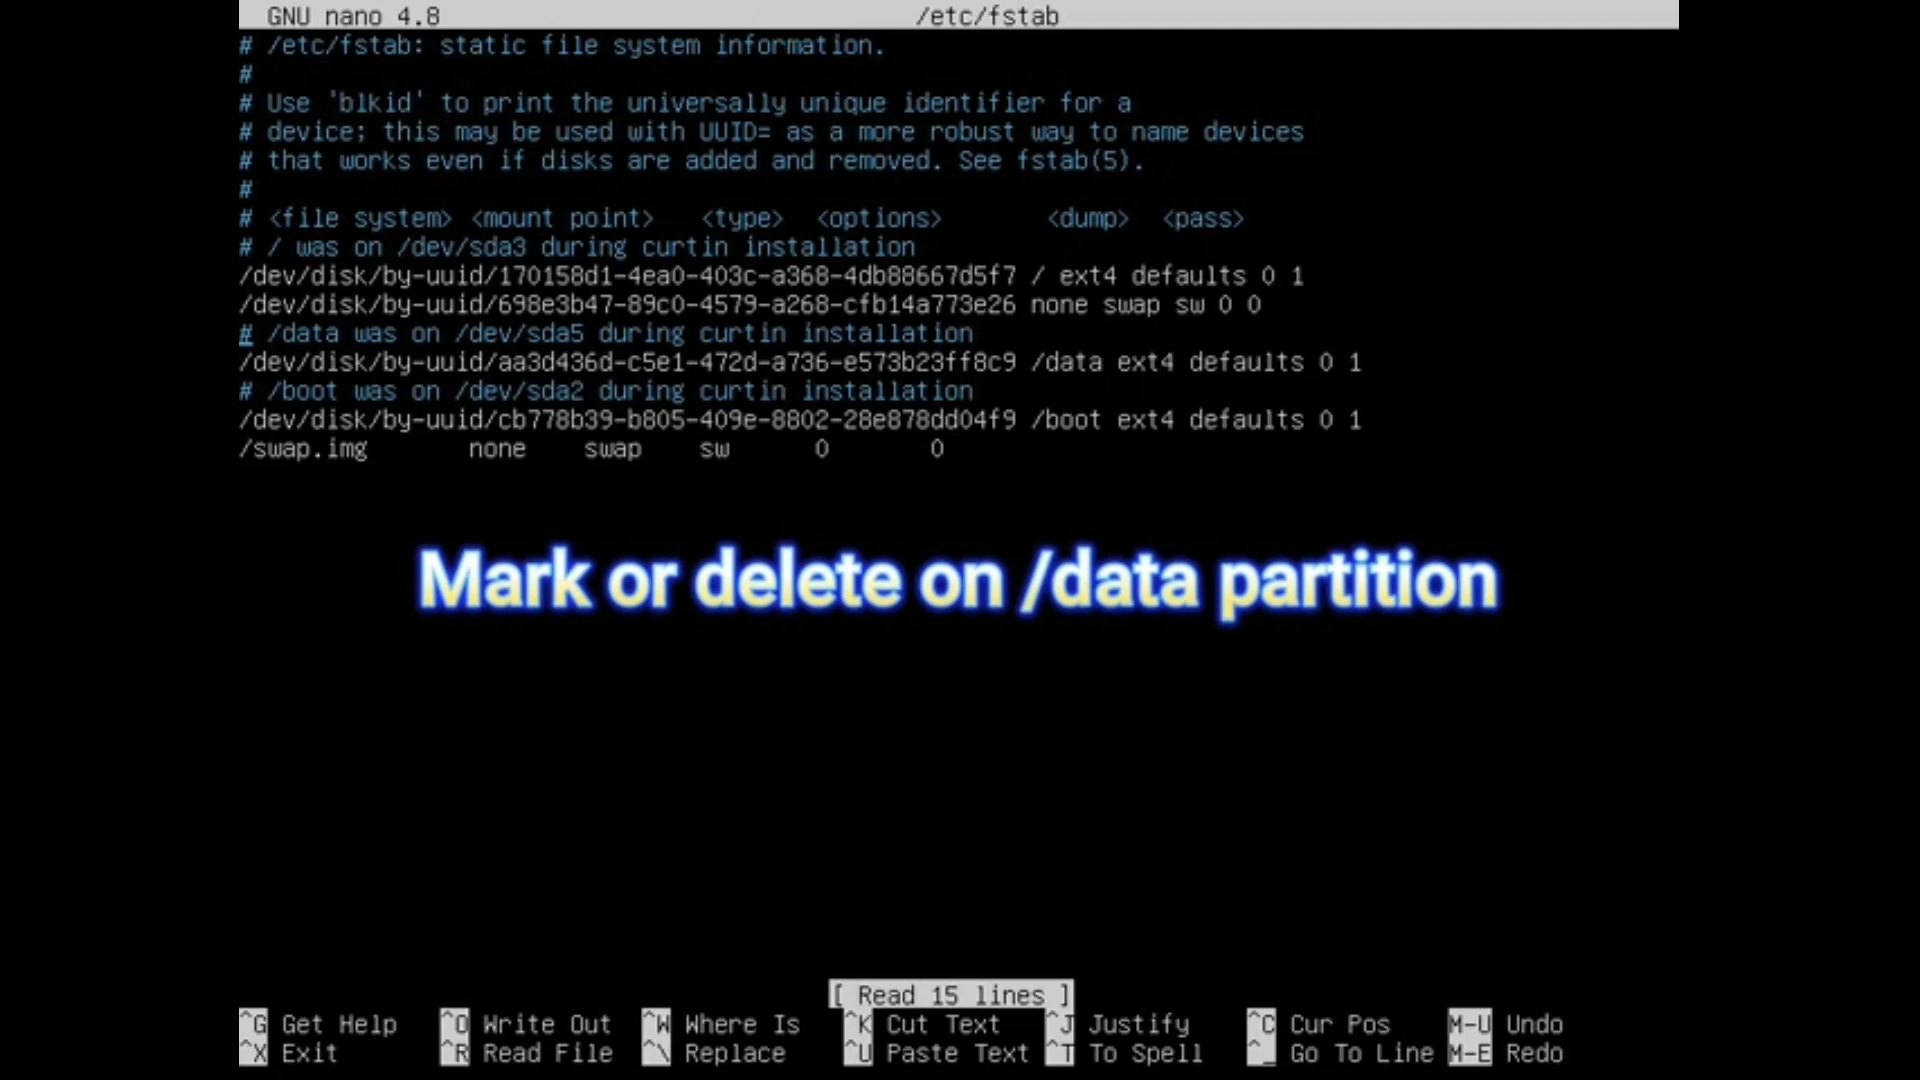 GNU nano 4.8 /etc/fstab
# /etc/fstab: static file system information.
#
# Use 'blkid' to print the universally unique identifier for a
# device; this may be used with UUID= as a more robust way to name devices
# that works even if disks are added and removed. See fstab(5).
#
# <file system> <mount point>   <type>  <options>       <dump>  <pass>
# / was on /dev/sda3 during curtin installation
/dev/disk/by-uuid/170158d1-4ea0-403c-a368-4db88667d5f7 / ext4 defaults 0 1
/dev/disk/by-uuid/698e3b47-89c0-4579-a268-cfb14a773e26 none swap sw 0 0
# /data was on /dev/sda5 during curtin installation
/dev/disk/by-uuid/aa3d436d-c5e1-472d-a736-e573b23ff8c9 /data ext4 defaults 0 1
# /boot was on /dev/sda2 during curtin installation
/dev/disk/by-uuid/cb778b39-b805-409e-8802-28e878dd04f9 /boot ext4 defaults 0 1
/swap.img       none    swap    sw      0       0
Mark or delete on /data partition
[ Read 15 lines ]
^G Get Help ^O Write Out ^W Where Is ^K Cut Text ^J Justify ^C Cur Pos M-U Undo
^X Exit ^R Read File ^\ Replace ^U Paste Text ^T To Spell ^_ Go To Line M-E Redo